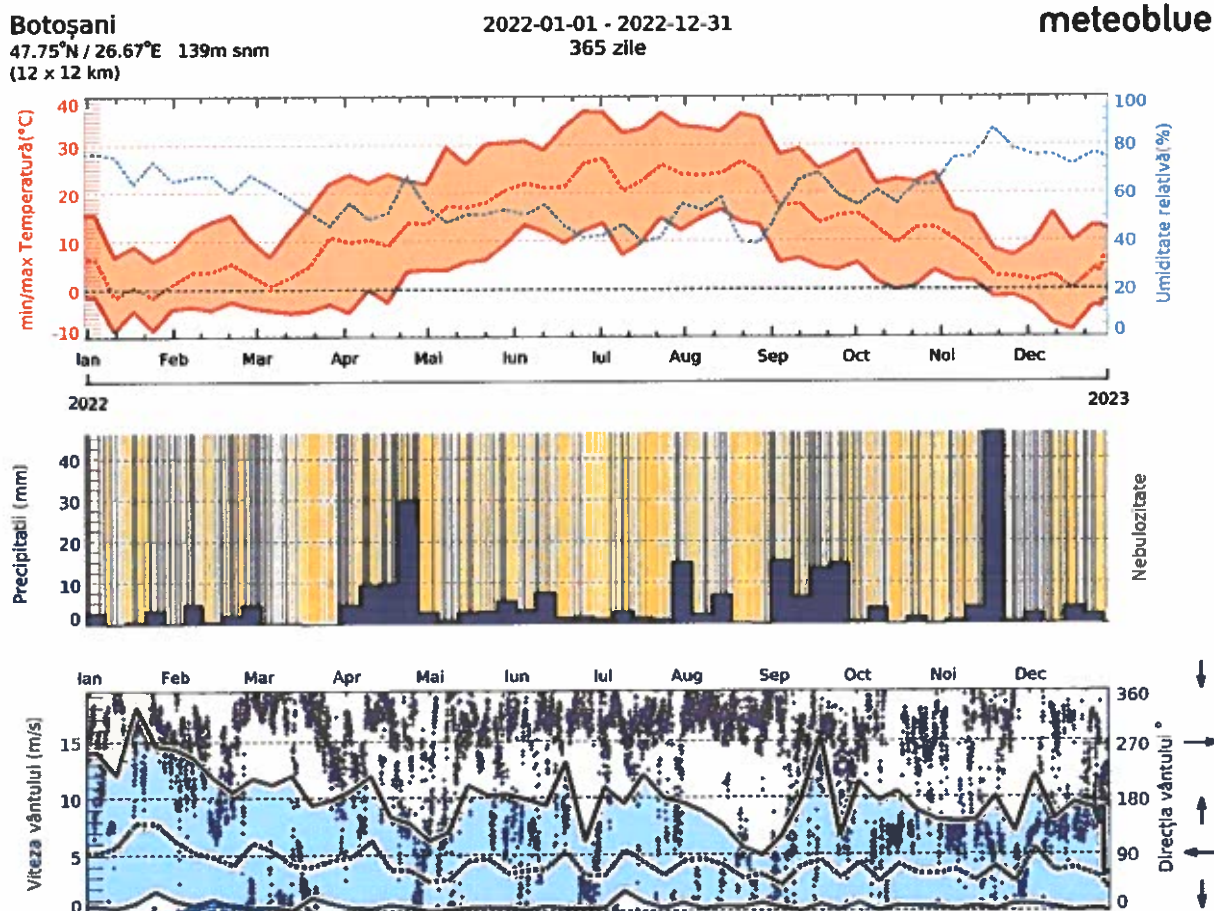 Botoșani
47.75°N / 26.67°E 139m snm
(12 x 12 km)
2022-01-01 - 2022-12-31
365 zile
meteoblue
min/max Temperatură(°C)
40
30
20
10
0
-10
100
80
60
40
20
0
Umiditate relativă(%)
Ian Feb Mar Apr Mai Iun Iul Aug Sep Oct Noi Dec
2022
2023
Precipitatii (mm)
40
30
20
10
0
Nebulozitate
Ian Feb Mar Apr Mai Iun Iul Aug Sep Oct Noi Dec
Viteza vântului (m/s)
15
10
5
0
360
270
180
90
0
Direcția vântului °